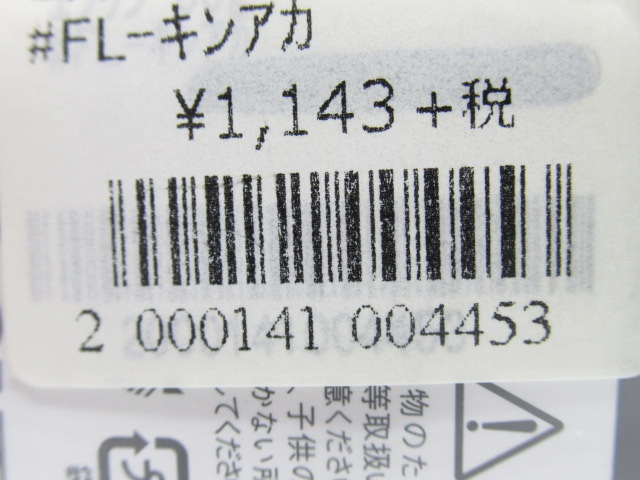 #FL-キンアカ
¥1,143+税
2 000141 004453
物のた
等取扱い
意くださ
、子供の
かない所
てくださ